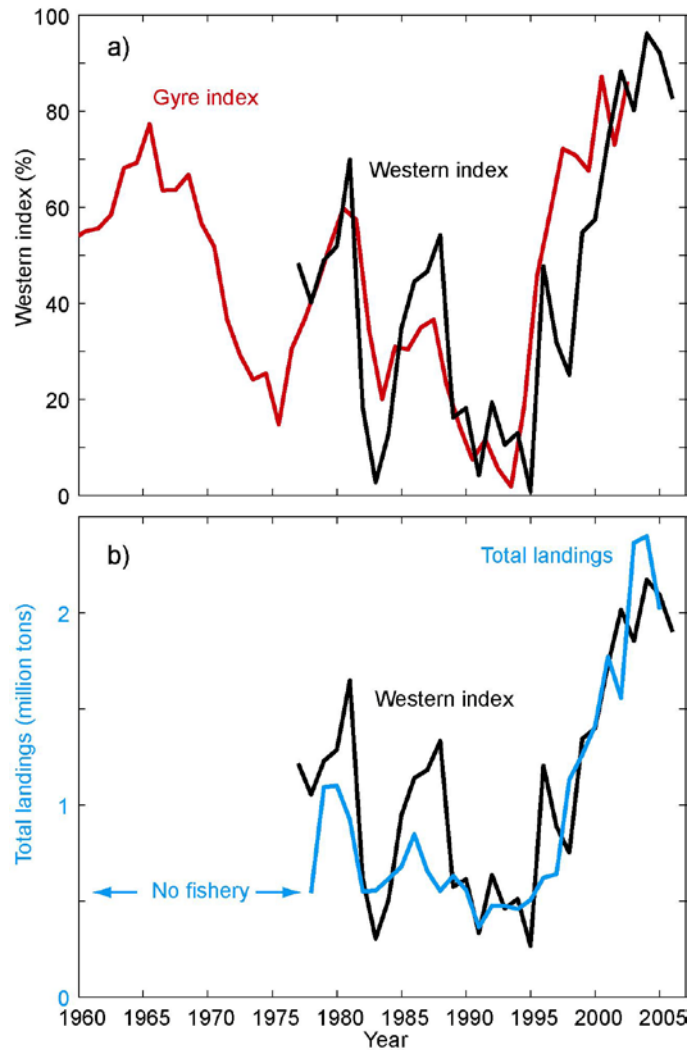 a)
100
80
60
40
20
0
Western index (%)
Gyre index
Western index
b)
2
1
0
Total landings (million tons)
Total landings
Western index
No fishery
1960 1965 1970 1975 1980 1985 1990 1995 2000 2005
Year